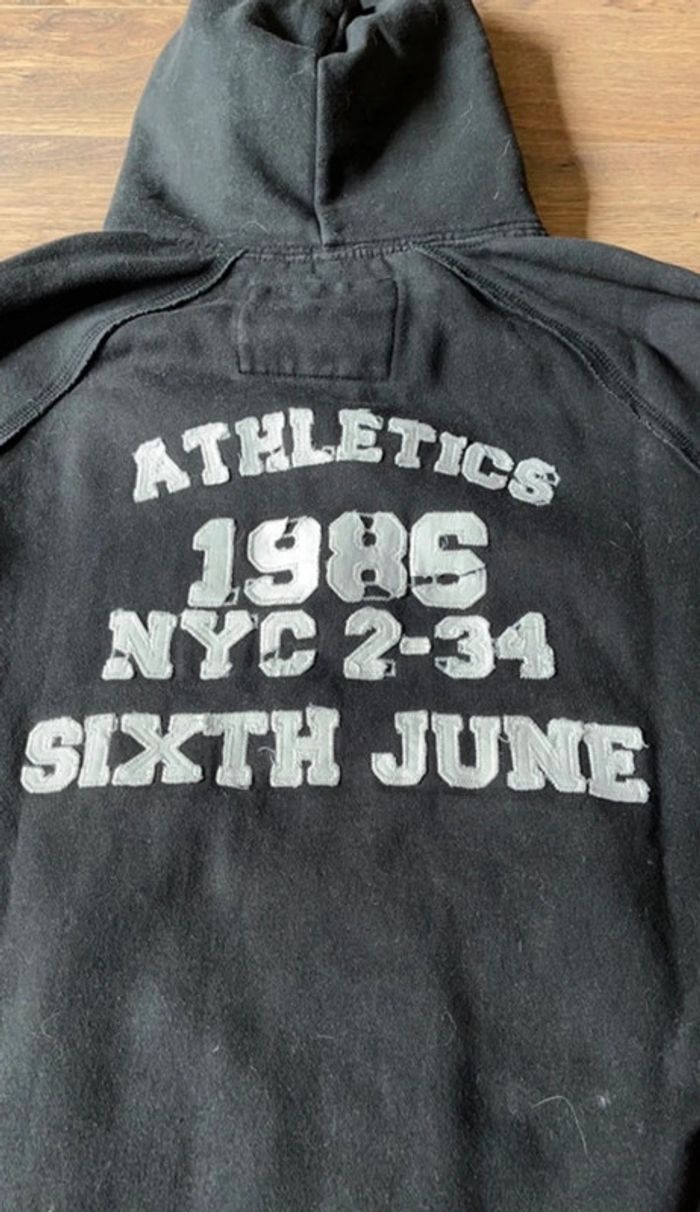 ATHLETICS
1986
NYC 2-34
SIXTH JUNE